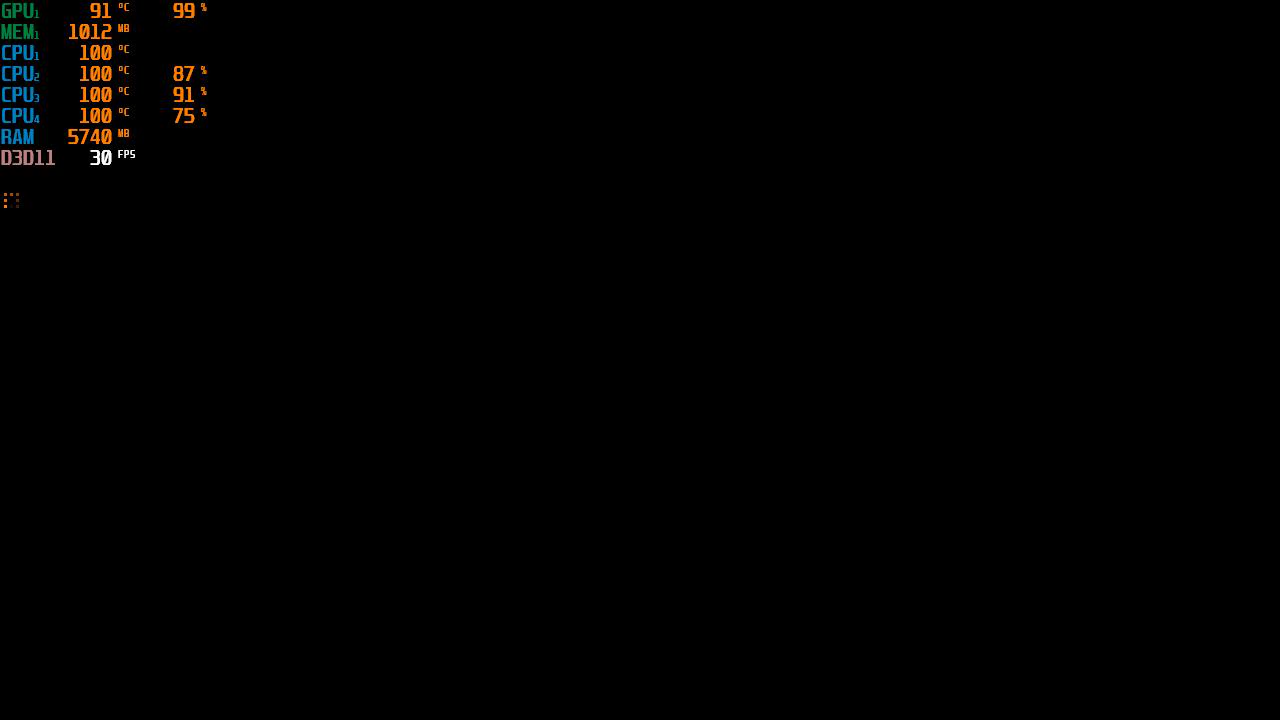 GPU1 91 °C 99 %
MEM1 1012 MB
CPU1 100 °C
CPU2 100 °C 87 %
CPU3 100 °C 91 %
CPU4 100 °C 75 %
RAM 5740 MB
D3D11 30 FPS